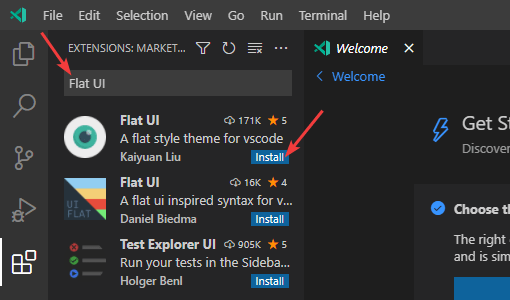 File Edit Selection View Go Run Terminal Help
EXTENSIONS: MARKET...
Welcome
Flat UI
Welcome
Flat UI 171K 5
A flat style theme for vscode
Kaiyuan Liu Install
Flat UI 16K 4
A flat ui inspired syntax for v...
Daniel Biedma Install
UI
FLAT
Test Explorer UI 905K 5
Run your tests in the Sideba...
Holger Benl Install
Get St
Discover
Choose th
The right
and is sim